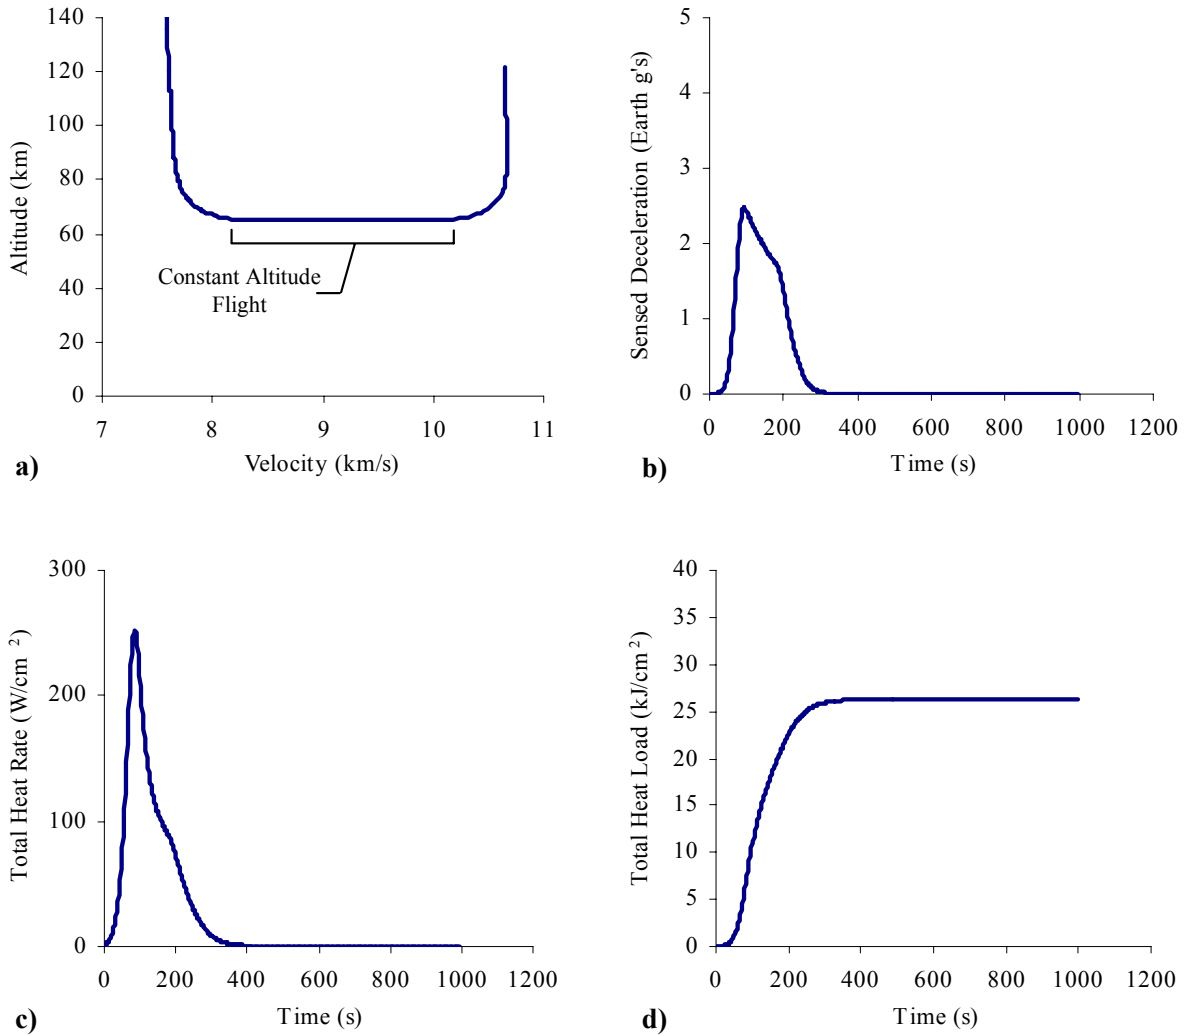 140
120
100
80
60
40
20
0
Altitude (km)
Constant Altitude
Flight
7 8 9 10 11
Velocity (km/s)
a)
5
4
3
2
1
0
Sensed Deceleration (Earth g's)
0 200 400 600 800 1000 1200
Time (s)
b)
300
200
100
0
Total Heat Rate (W/cm ²)
0 200 400 600 800 1000 1200
Time (s)
c)
40
35
30
25
20
15
10
5
0
Total Heat Load (kJ/cm²)
0 200 400 600 800 1000 1200
Time (s)
d)